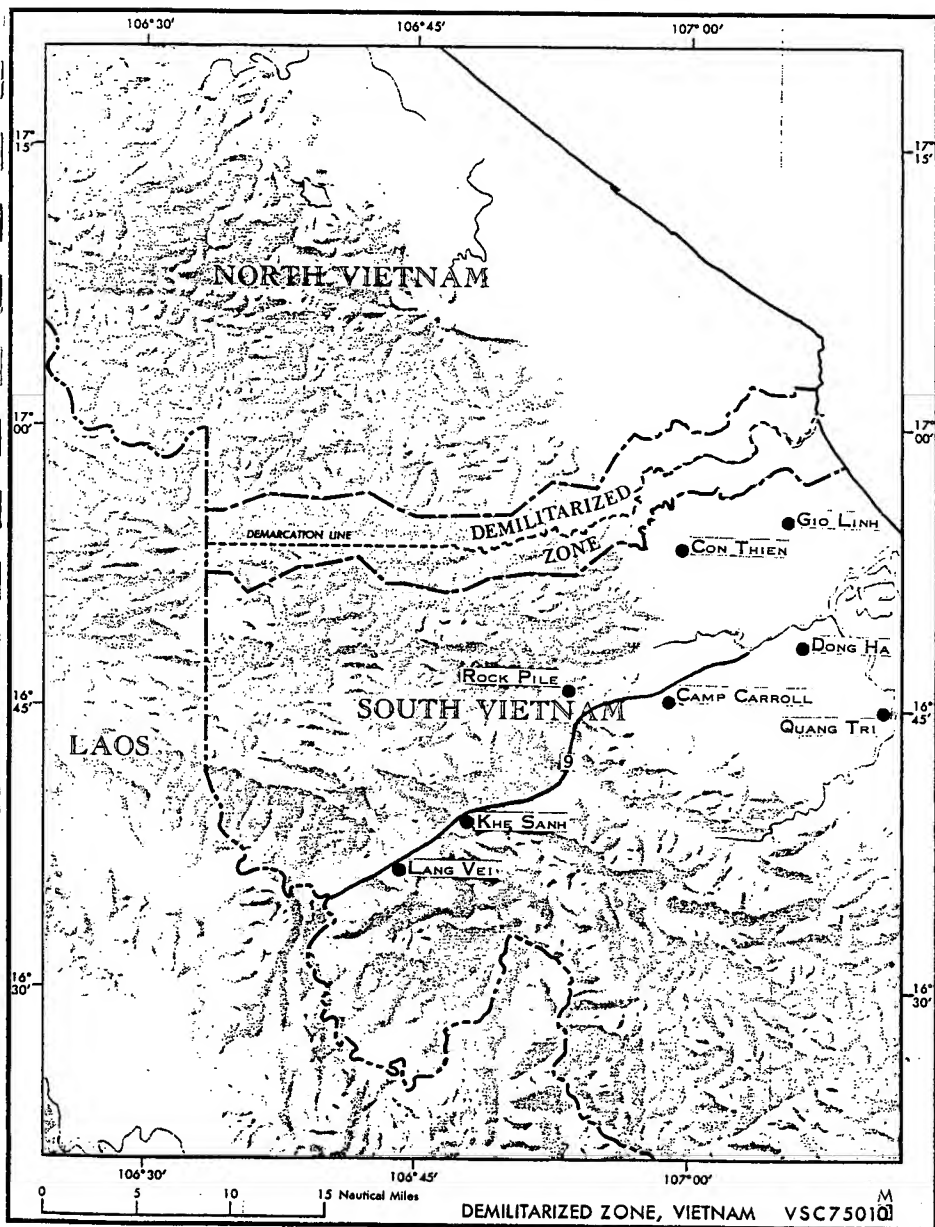 106°30' 106°45' 107°00'
17° 15'
17° 15'
NORTH VIETNAM
17° 00'
17° 00'
DEMILITARIZED
DEMARCATION LINE
ZONE
GIO LINH
CON THIEN
DONG HA
ROCK PILE
CAMP CARROLL
16° 45'
16° 45'
SOUTH VIETNAM
QUANG TRI
LAOS
9
KHE SANH
LANG VEI
16° 30'
16° 30'
106°30' 106°45' 107°00'
0 5 10 15 Nautical Miles
DEMILITARIZED ZONE, VIETNAM VSC75010
M